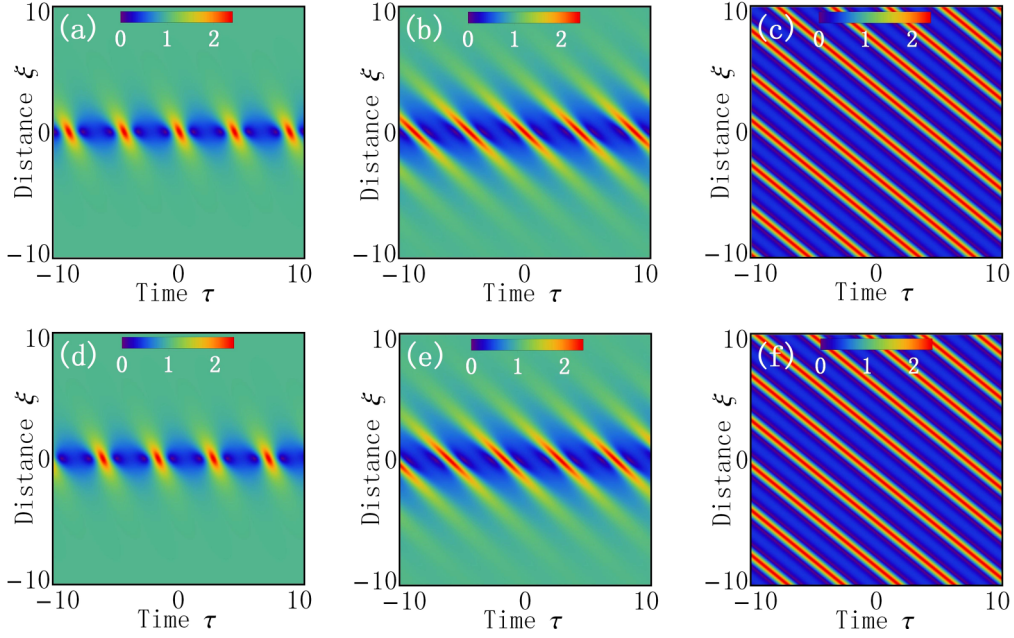 10 (a) 0 1 2
Distance ξ
0
-10
-10 0 10
Time τ
10 (b) 0 1 2
Distance ξ
0
-10
-10 0 10
Time τ
10 (c) 0 1 2
Distance ξ
0
-10
-10 0 10
Time τ
10 (d) 0 1 2
Distance ξ
0
-10
-10 0 10
Time τ
10 (e) 0 1 2
Distance ξ
0
-10
-10 0 10
Time τ
10 (f) 0 1 2
Distance ξ
0
-10
-10 0 10
Time τ